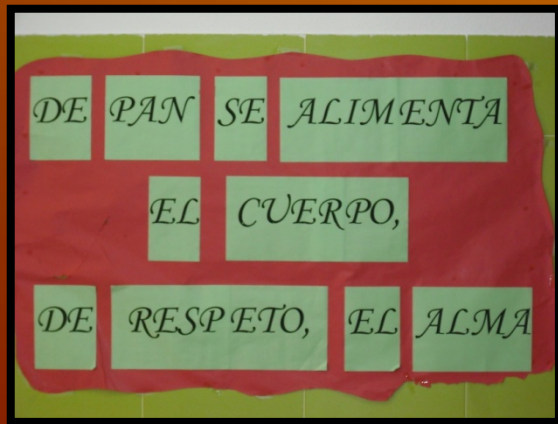 DE PAN SE ALIMENTA
EL CUERPO,
DE RESPETO, EL ALMA